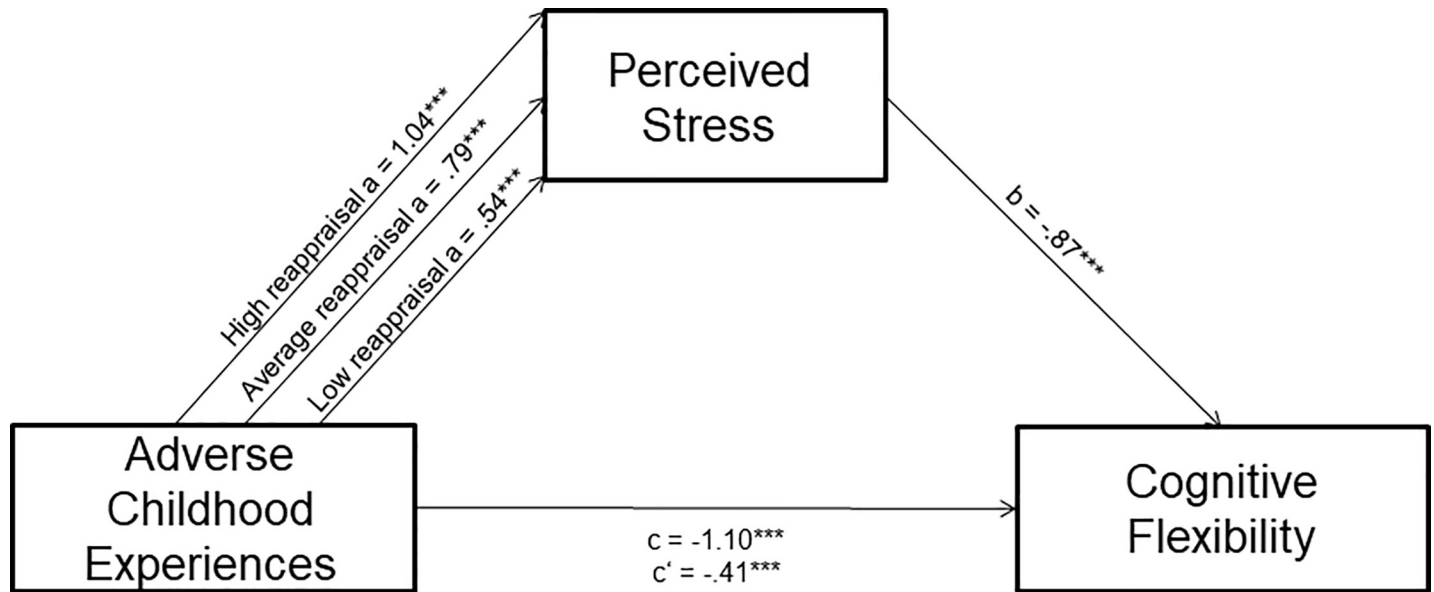 Perceived
Stress
High reappraisal a = 1.04***
Average reappraisal a = .79***
Low reappraisal a = .54***
b = -.87***
Adverse
Childhood
Experiences
c = -1.10***
c‘ = -.41***
Cognitive
Flexibility